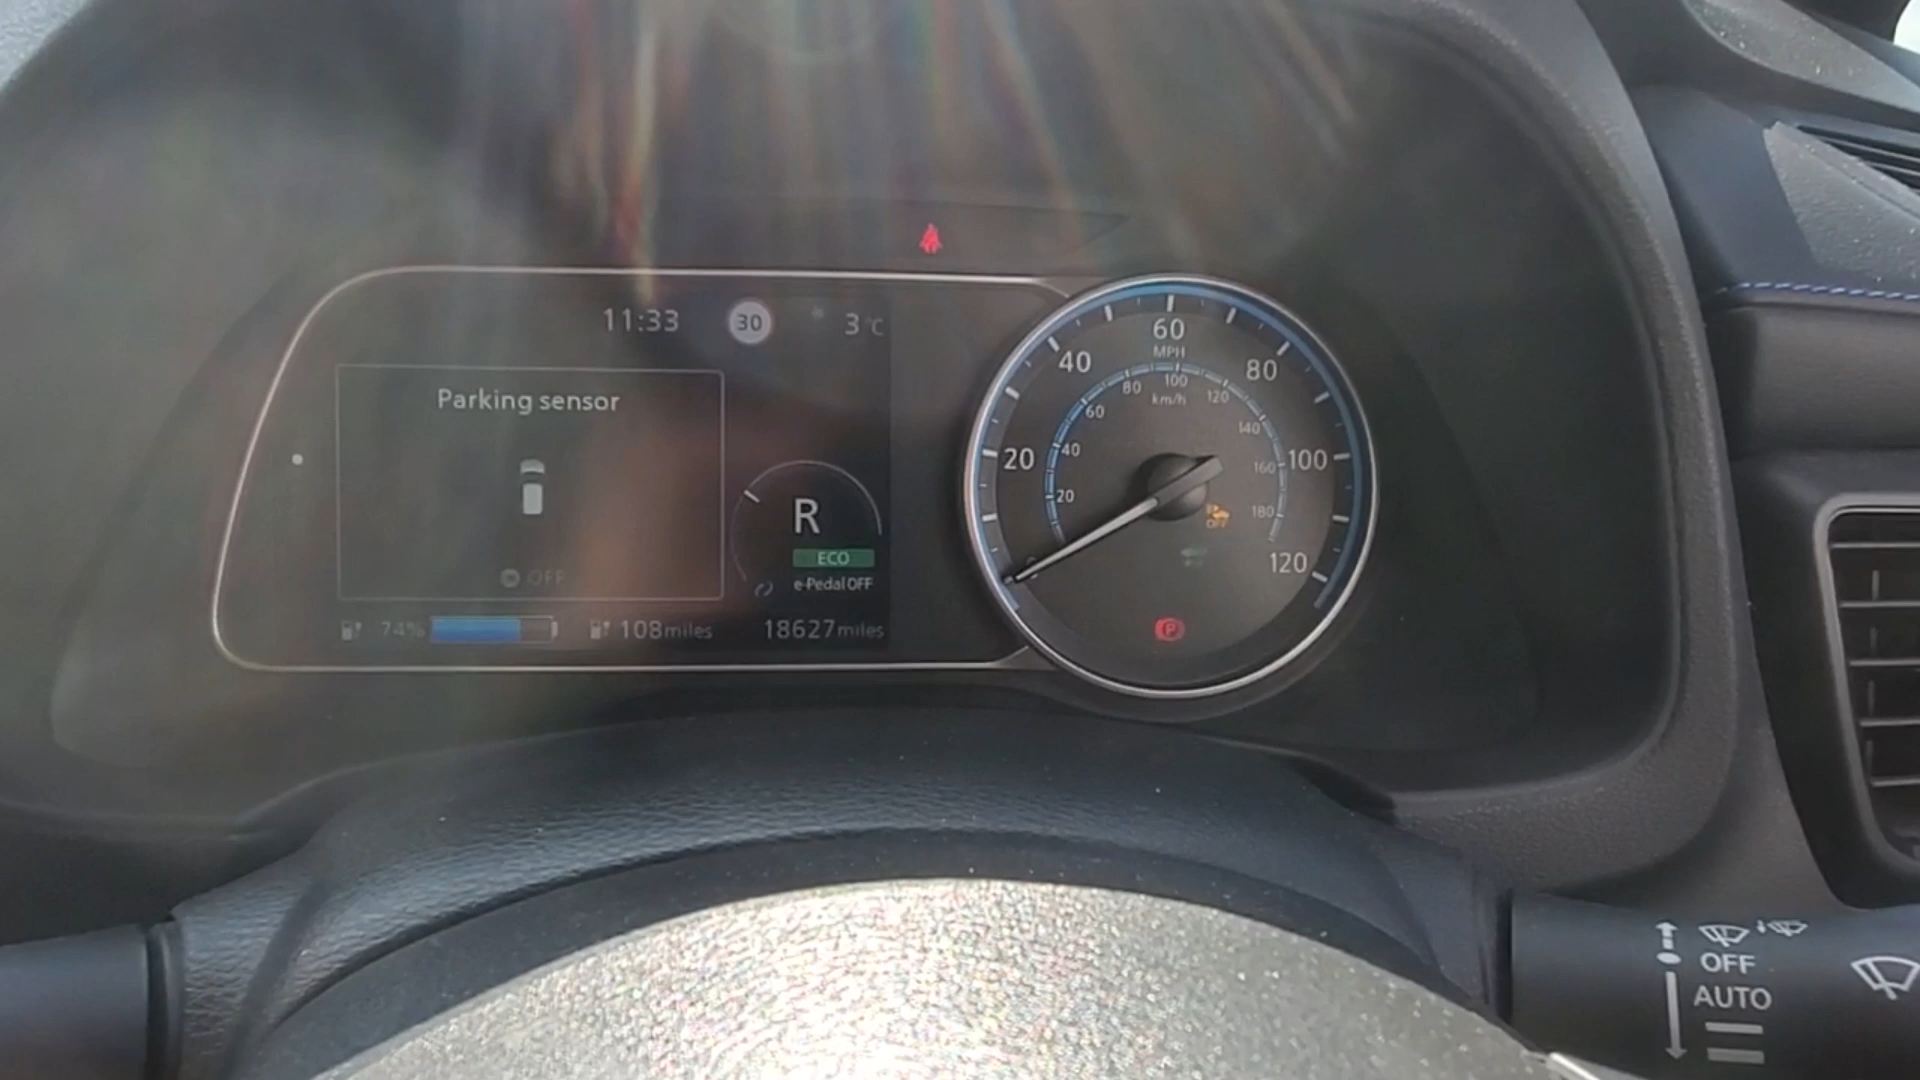 11:33 30 3 °C
Parking sensor
OFF
R
ECO
e-Pedal OFF
74% 108 miles 18627 miles
60
MPH
40 80
20 100
120
80 100 120
km/h
60 140
40 160
20 180
OFF
P
OFF
AUTO